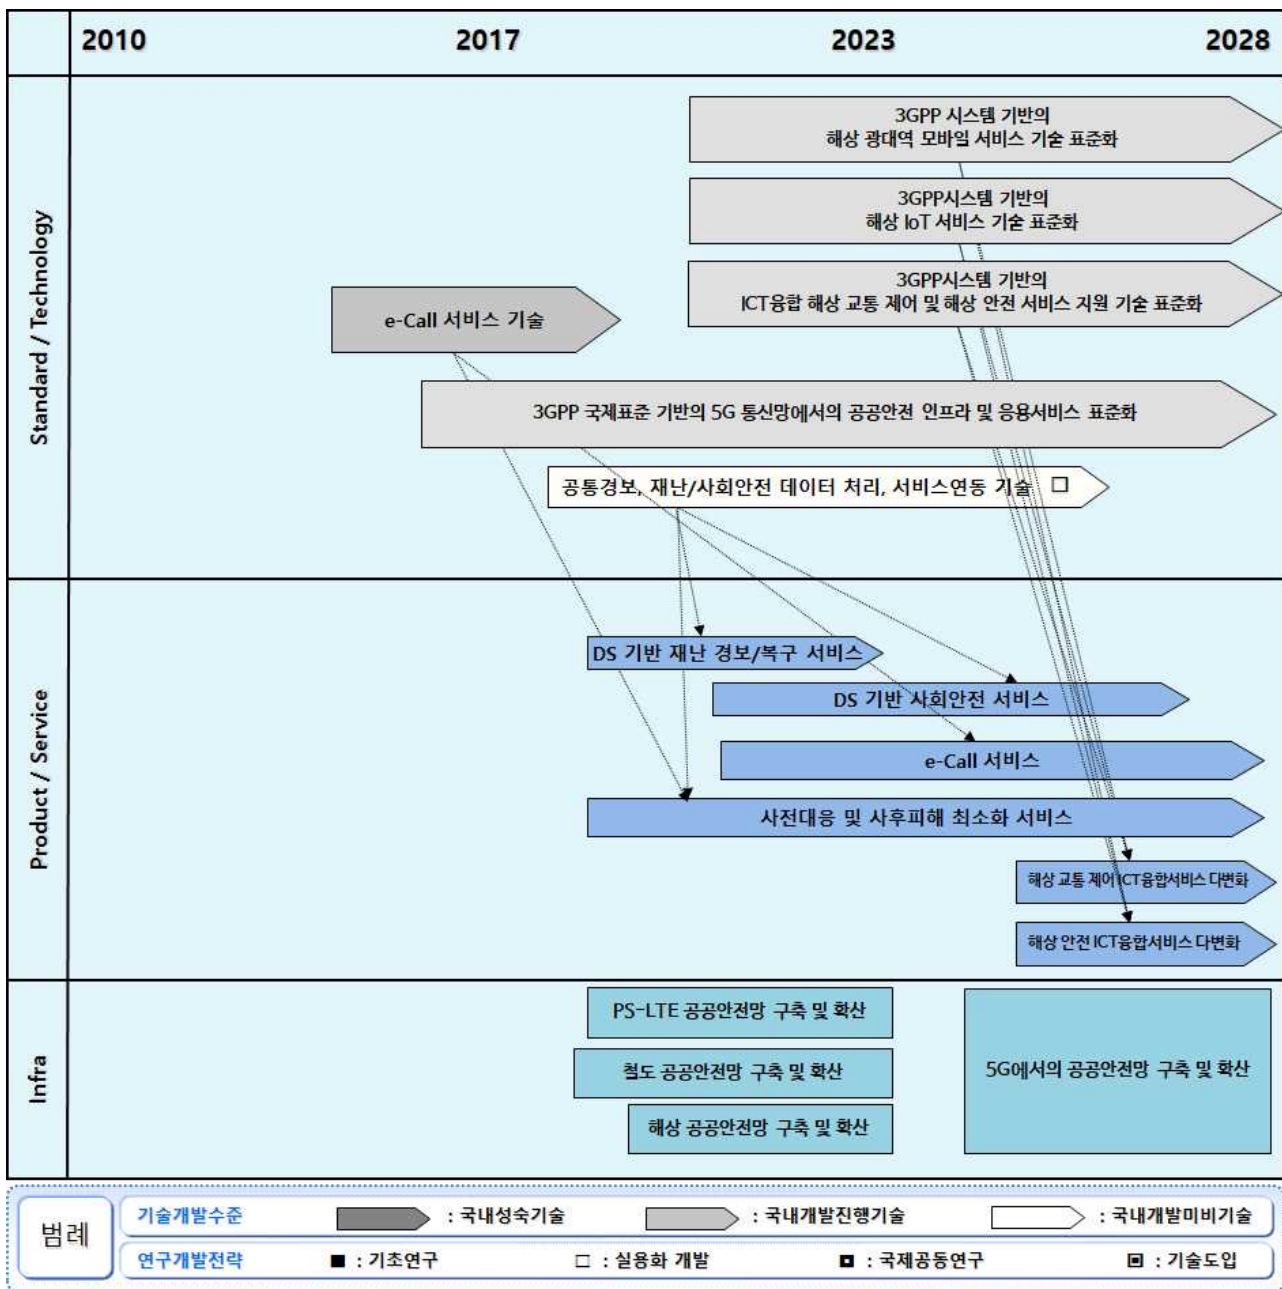 2010 2017 2023 2028
Standard / Technology
3GPP 시스템 기반의
해상 광대역 모바일 서비스 기술 표준화
3GPP시스템 기반의
해상 IoT 서비스 기술 표준화
3GPP시스템 기반의
ICT융합 해상 교통 제어 및 해상 안전 서비스 지원 기술 표준화
e-Call 서비스 기술
3GPP 국제표준 기반의 5G 통신망에서의 공공안전 인프라 및 응용서비스 표준화
공통경보, 재난/사회안전 데이터 처리, 서비스연동 기술 □
Product / Service
DS 기반 재난 경보/복구 서비스
DS 기반 사회안전 서비스
e-Call 서비스
사전대응 및 사후피해 최소화 서비스
해상 교통 제어 ICT융합서비스 다변화
해상 안전 ICT융합서비스 다변화
Infra
PS-LTE 공공안전망 구축 및 확산
철도 공공안전망 구축 및 확산
해상 공공안전망 구축 및 확산
5G에서의 공공안전망 구축 및 확산
범례
기술개발수준 : 국내성숙기술 : 국내개발진행기술 : 국내개발미비기술
연구개발전략 ■ : 기초연구 □ : 실용화 개발 ◘ : 국제공동연구 ▣ : 기술도입